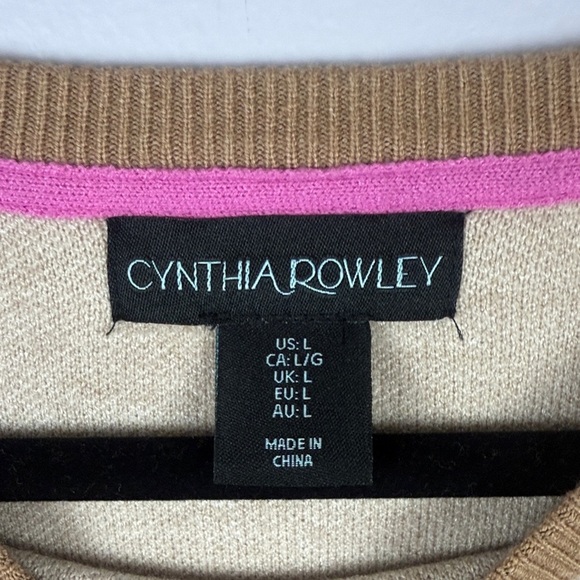 CYNTHIA ROWLEY
US: L
CA: L/G
UK: L
EU: L
AU: L
MADE IN
CHINA